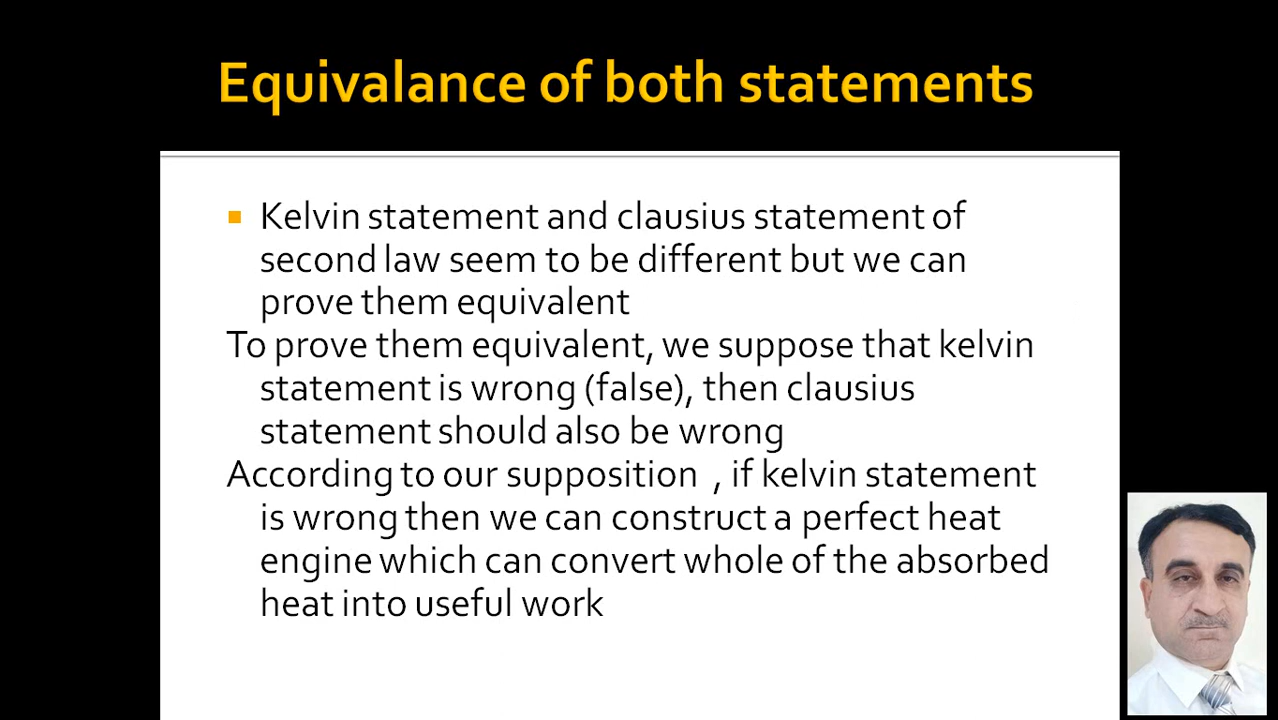 Equivalance of both statements
Kelvin statement and clausius statement of
second law seem to be different but we can
prove them equivalent
To prove them equivalent, we suppose that kelvin
statement is wrong (false), then clausius
statement should also be wrong
According to our supposition , if kelvin statement
is wrong then we can construct a perfect heat
engine which can convert whole of the absorbed
heat into useful work